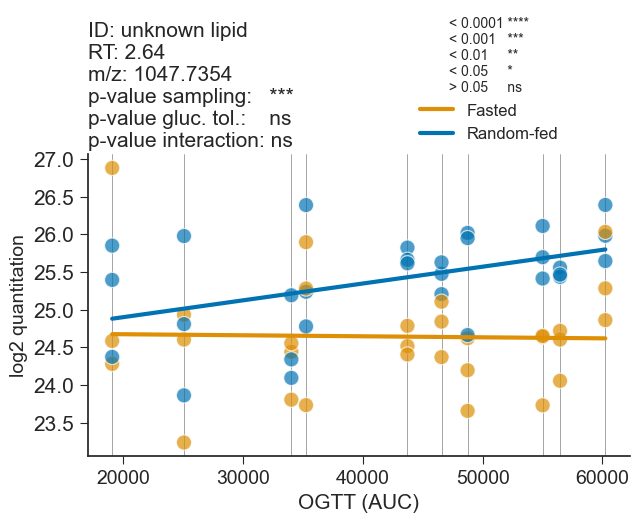 ID: unknown lipid
RT: 2.64
m/z: 1047.7354
p-value sampling: ***
p-value gluc. tol.: ns
p-value interaction: ns
< 0.0001 ****
< 0.001 ***
< 0.01 **
< 0.05 *
> 0.05 ns
Fasted
Random-fed
27.0
26.5
26.0
25.5
25.0
24.5
24.0
23.5
log2 quantitation
20000 30000 40000 50000 60000
OGTT (AUC)